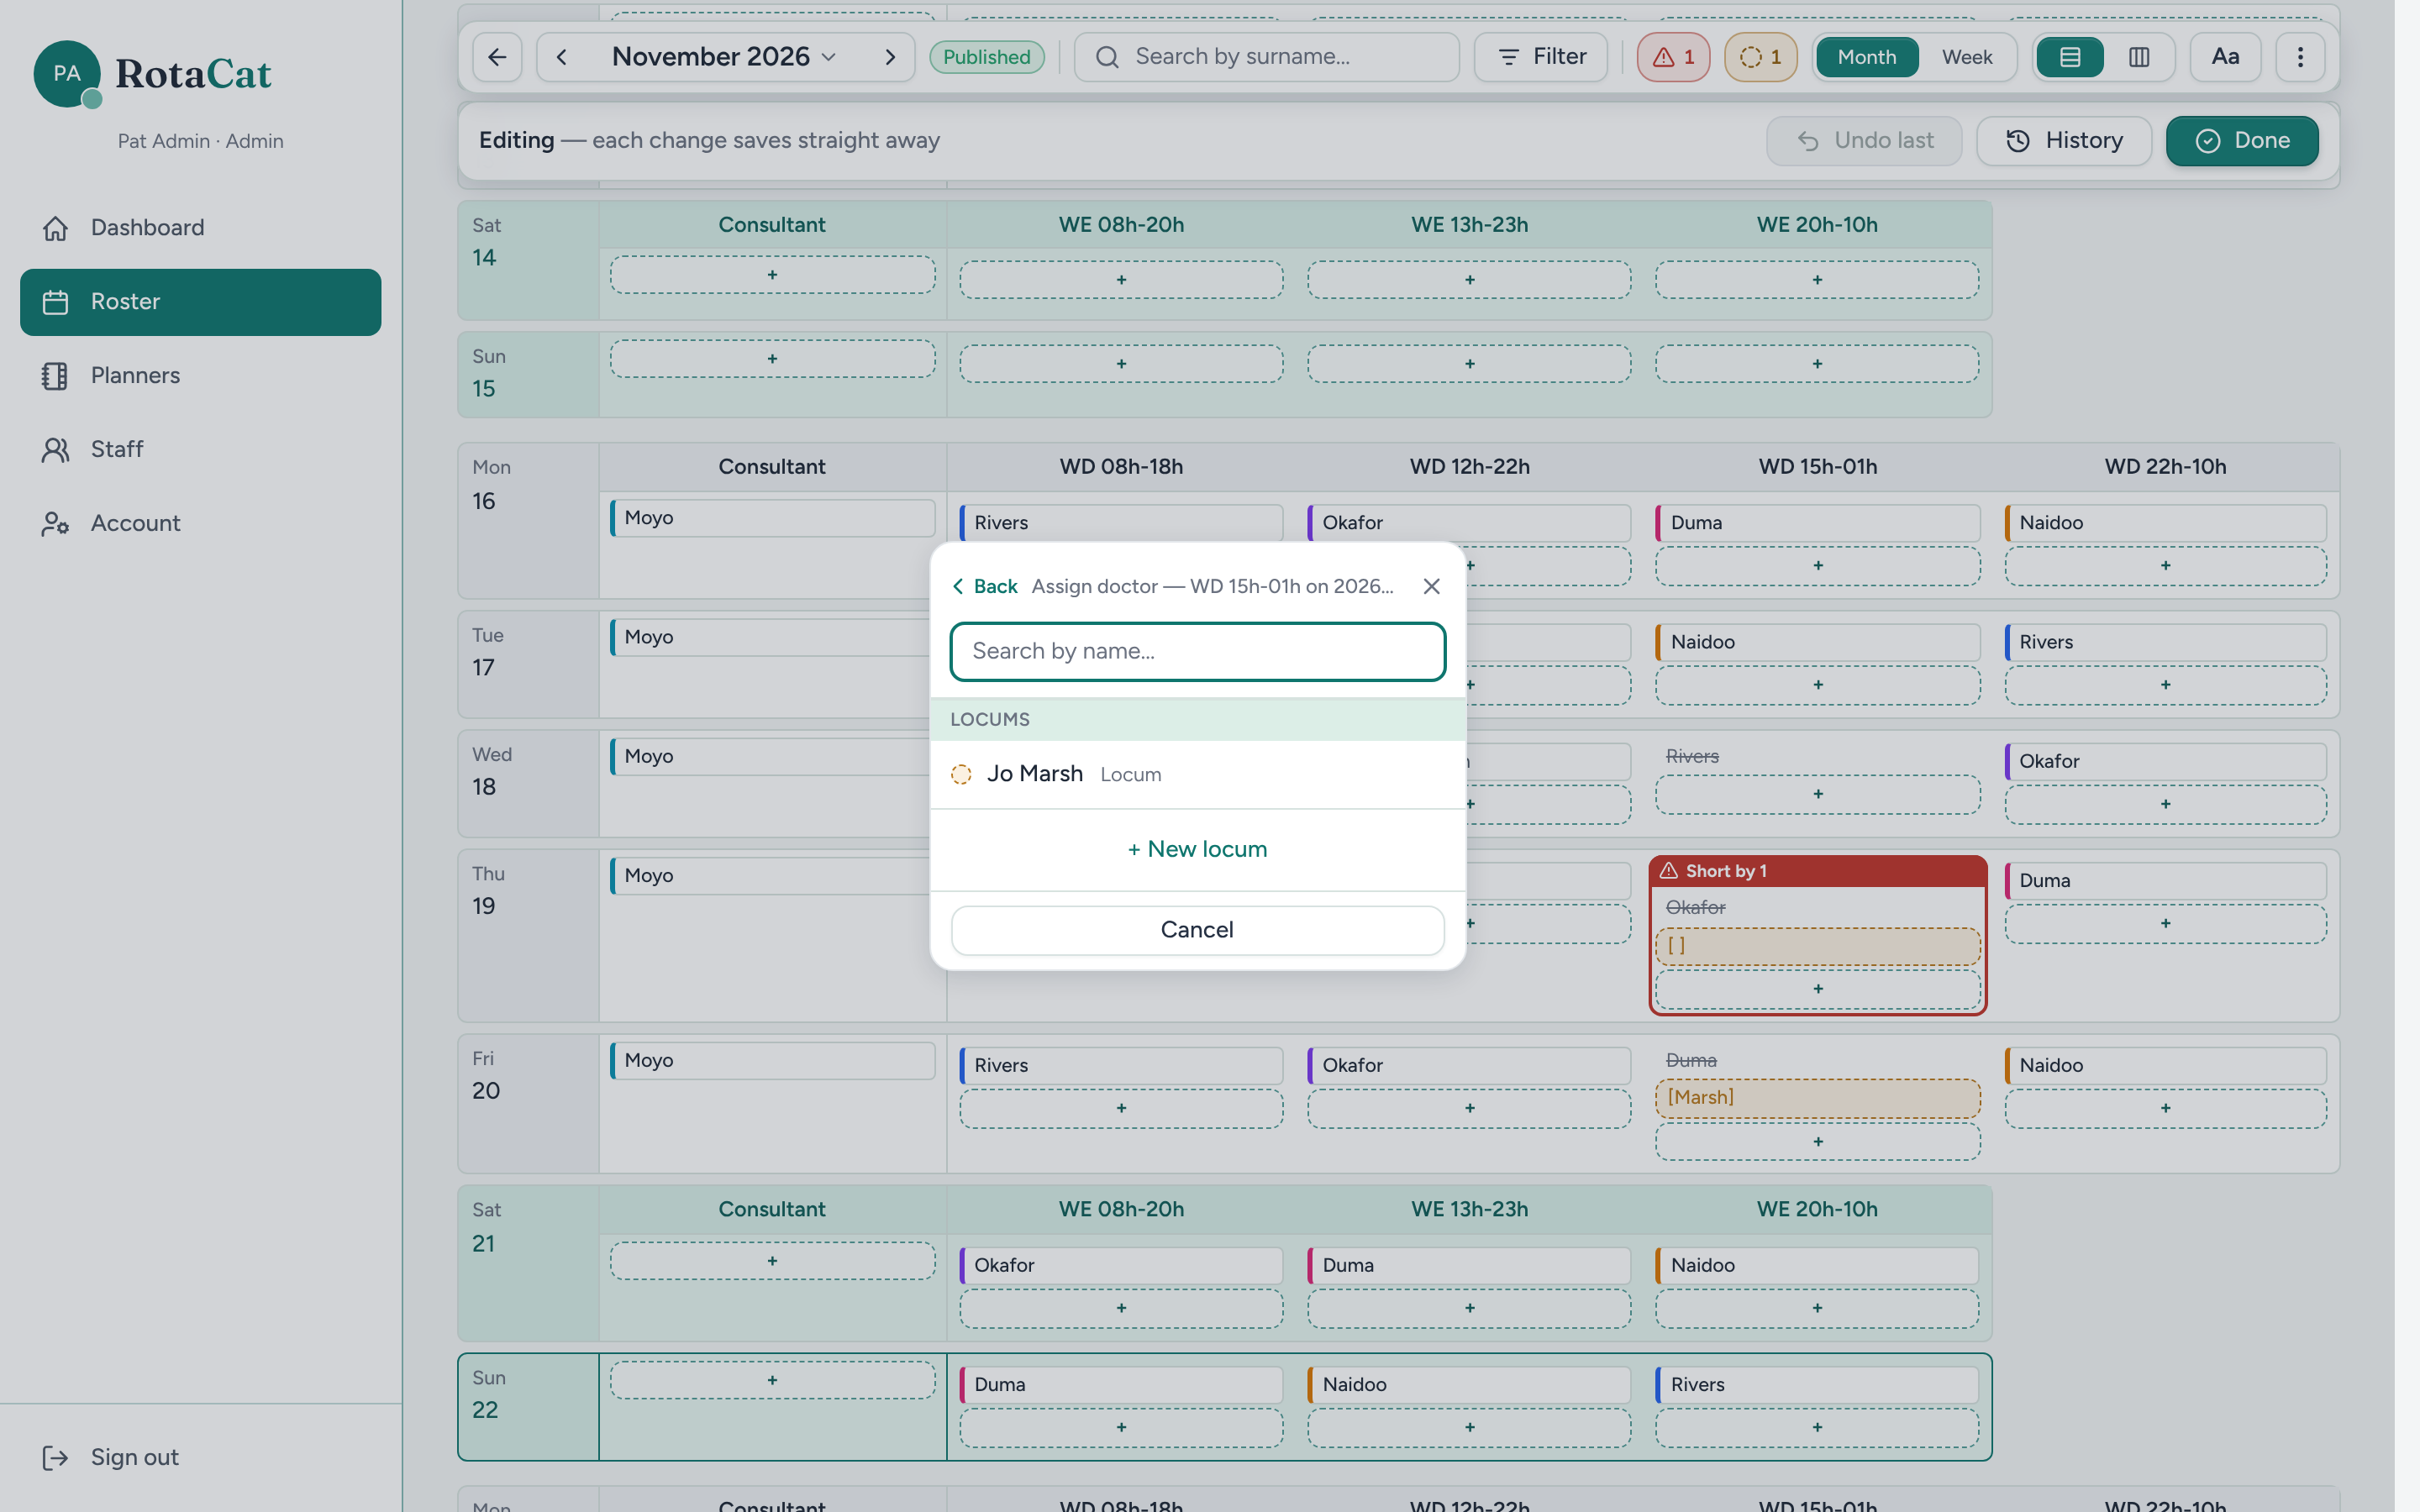 PA RotaCat
Pat Admin · Admin
Dashboard
Roster
Planners
Staff
Account
Sign out
November 2026 Published Search by surname... Filter 1 1 Month Week Aa
Editing — each change saves straight away Undo last History Done
Sat 14 Consultant WE 08h-20h WE 13h-23h WE 20h-10h
+ + + +
Sun 15
+ + + +
Mon 16 Consultant WD 08h-18h WD 12h-22h WD 15h-01h WD 22h-10h
Moyo Rivers Okafor Duma Naidoo
+ + +
Tue 17 Moyo Naidoo Rivers
+ + +
Wed 18 Moyo Rivers Okafor
+ + +
Thu 19 Moyo Short by 1 Duma
Okafor
[ ]
+ + +
Fri 20 Moyo Rivers Okafor Duma Naidoo
[Marsh]
+ + + +
Sat 21 Consultant WE 08h-20h WE 13h-23h WE 20h-10h
+ Okafor Duma Naidoo
+ + +
Sun 22 + Duma Naidoo Rivers
+ + +
Consultant WD 08h-18h WD 12h-22h WD 15h-01h WD 22h-10h
Back Assign doctor — WD 15h-01h on 2026...
Search by name...
LOCUMS
Jo Marsh Locum
+ New locum
Cancel